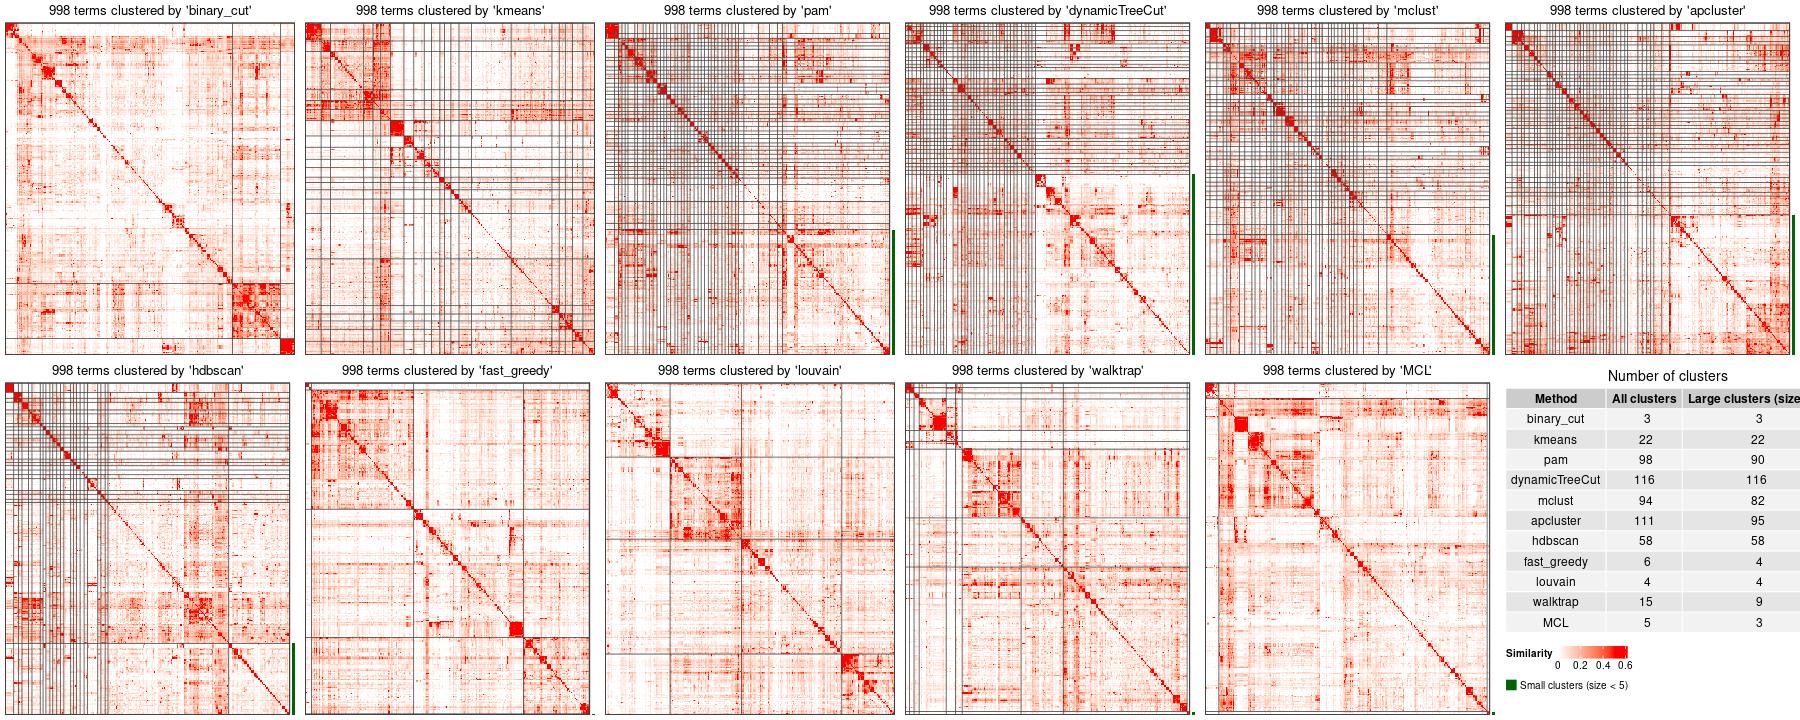 998 terms clustered by 'binary_cut'
998 terms clustered by 'kmeans'
998 terms clustered by 'pam'
998 terms clustered by 'dynamicTreeCut'
998 terms clustered by 'mclust'
998 terms clustered by 'apcluster'
998 terms clustered by 'hdbscan'
998 terms clustered by 'fast_greedy'
998 terms clustered by 'louvain'
998 terms clustered by 'walktrap'
998 terms clustered by 'MCL'
Number of clusters
Method All clusters Large clusters (size
binary_cut 3 3
kmeans 22 22
pam 98 90
dynamicTreeCut 116 116
mclust 94 82
apcluster 111 95
hdbscan 58 58
fast_greedy 6 4
louvain 4 4
walktrap 15 9
MCL 5 3
Similarity
0 0.2 0.4 0.6
Small clusters (size < 5)